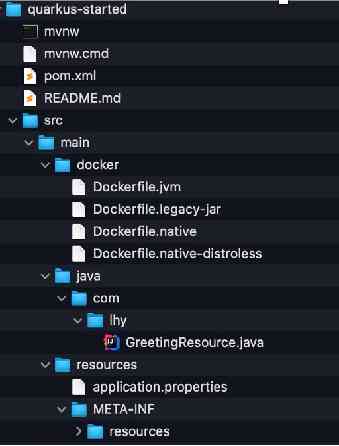 quarkus-started
mvnw
mvnw.cmd
pom.xml
README.md
src
main
docker
Dockerfile.jvm
Dockerfile.legacy-jar
Dockerfile.native
Dockerfile.native-distroless
java
com
lhy
GreetingResource.java
resources
application.properties
META-INF
resources